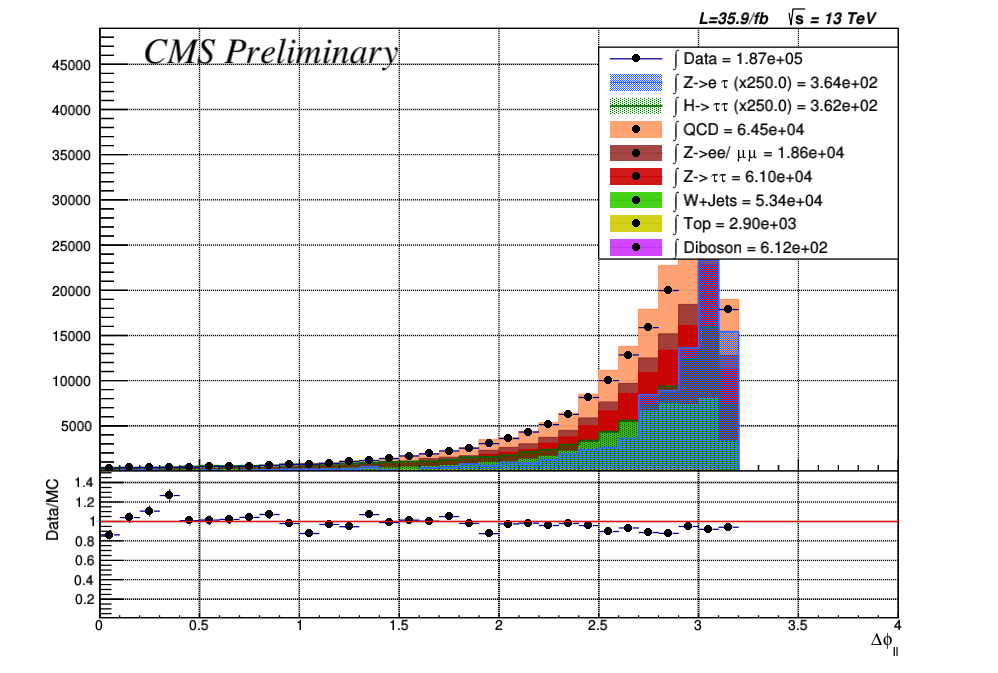 L=35.9/fb √s = 13 TeV
CMS Preliminary
∫ Data = 1.87e+05
∫ Z->e τ (x250.0) = 3.64e+02
∫ H-> ττ (x250.0) = 3.62e+02
∫ QCD = 6.45e+04
∫ Z->ee/ μμ = 1.86e+04
∫ Z-> ττ = 6.10e+04
∫ W+Jets = 5.34e+04
∫ Top = 2.90e+03
∫ Diboson = 6.12e+02
45000
40000
35000
30000
25000
20000
15000
10000
5000
Data/MC
1.4
1.2
1
0.8
0.6
0.4
0.2
0 0.5 1 1.5 2 2.5 3 3.5 4
Δϕll